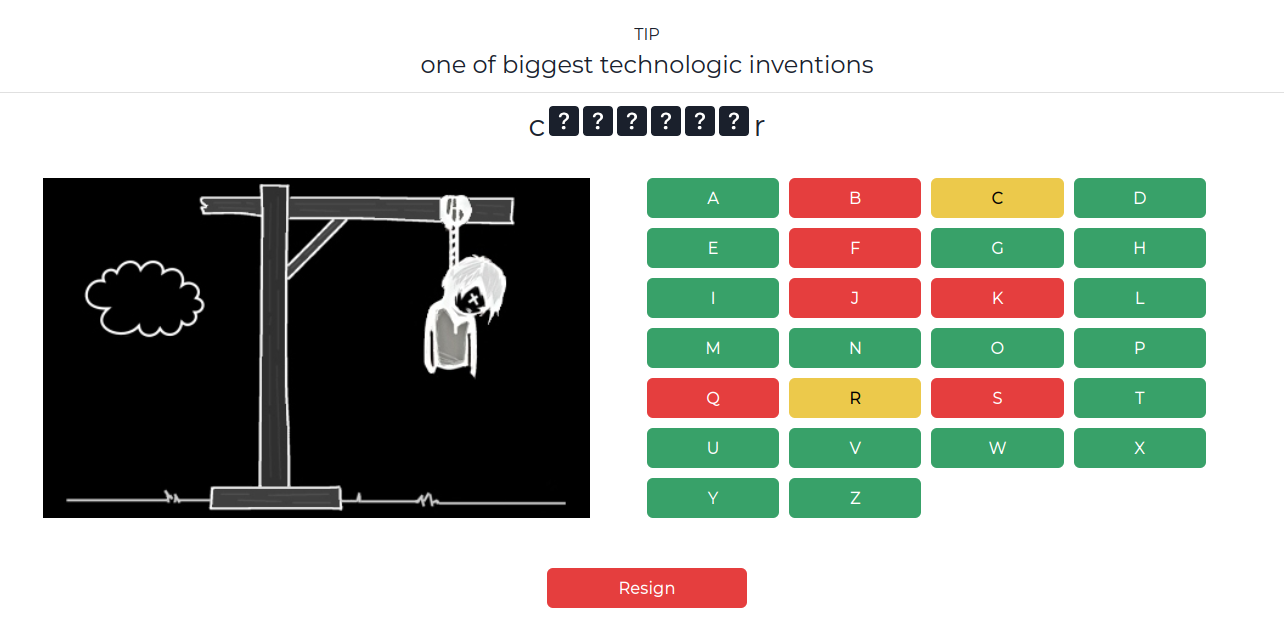 TIP
one of biggest technologic inventions
c ? ? ? ? ? ? r
A B C D
E F G H
I J K L
M N O P
Q R S T
U V W X
Y Z
Resign